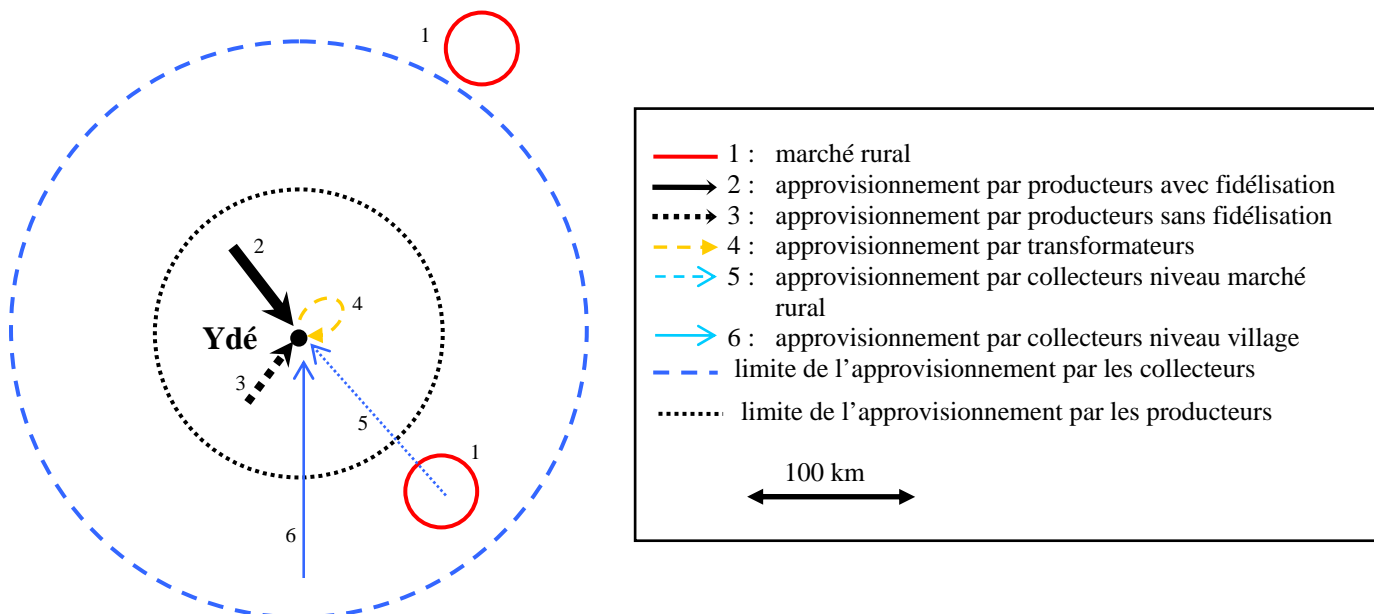 1
2
4
Ydé
3
5
1
6
1 : marché rural
2 : approvisionnement par producteurs avec fidélisation
3 : approvisionnement par producteurs sans fidélisation
4 : approvisionnement par transformateurs
5 : approvisionnement par collecteurs niveau marché
rural
6 : approvisionnement par collecteurs niveau village
limite de l'approvisionnement par les collecteurs
limite de l'approvisionnement par les producteurs
100 km